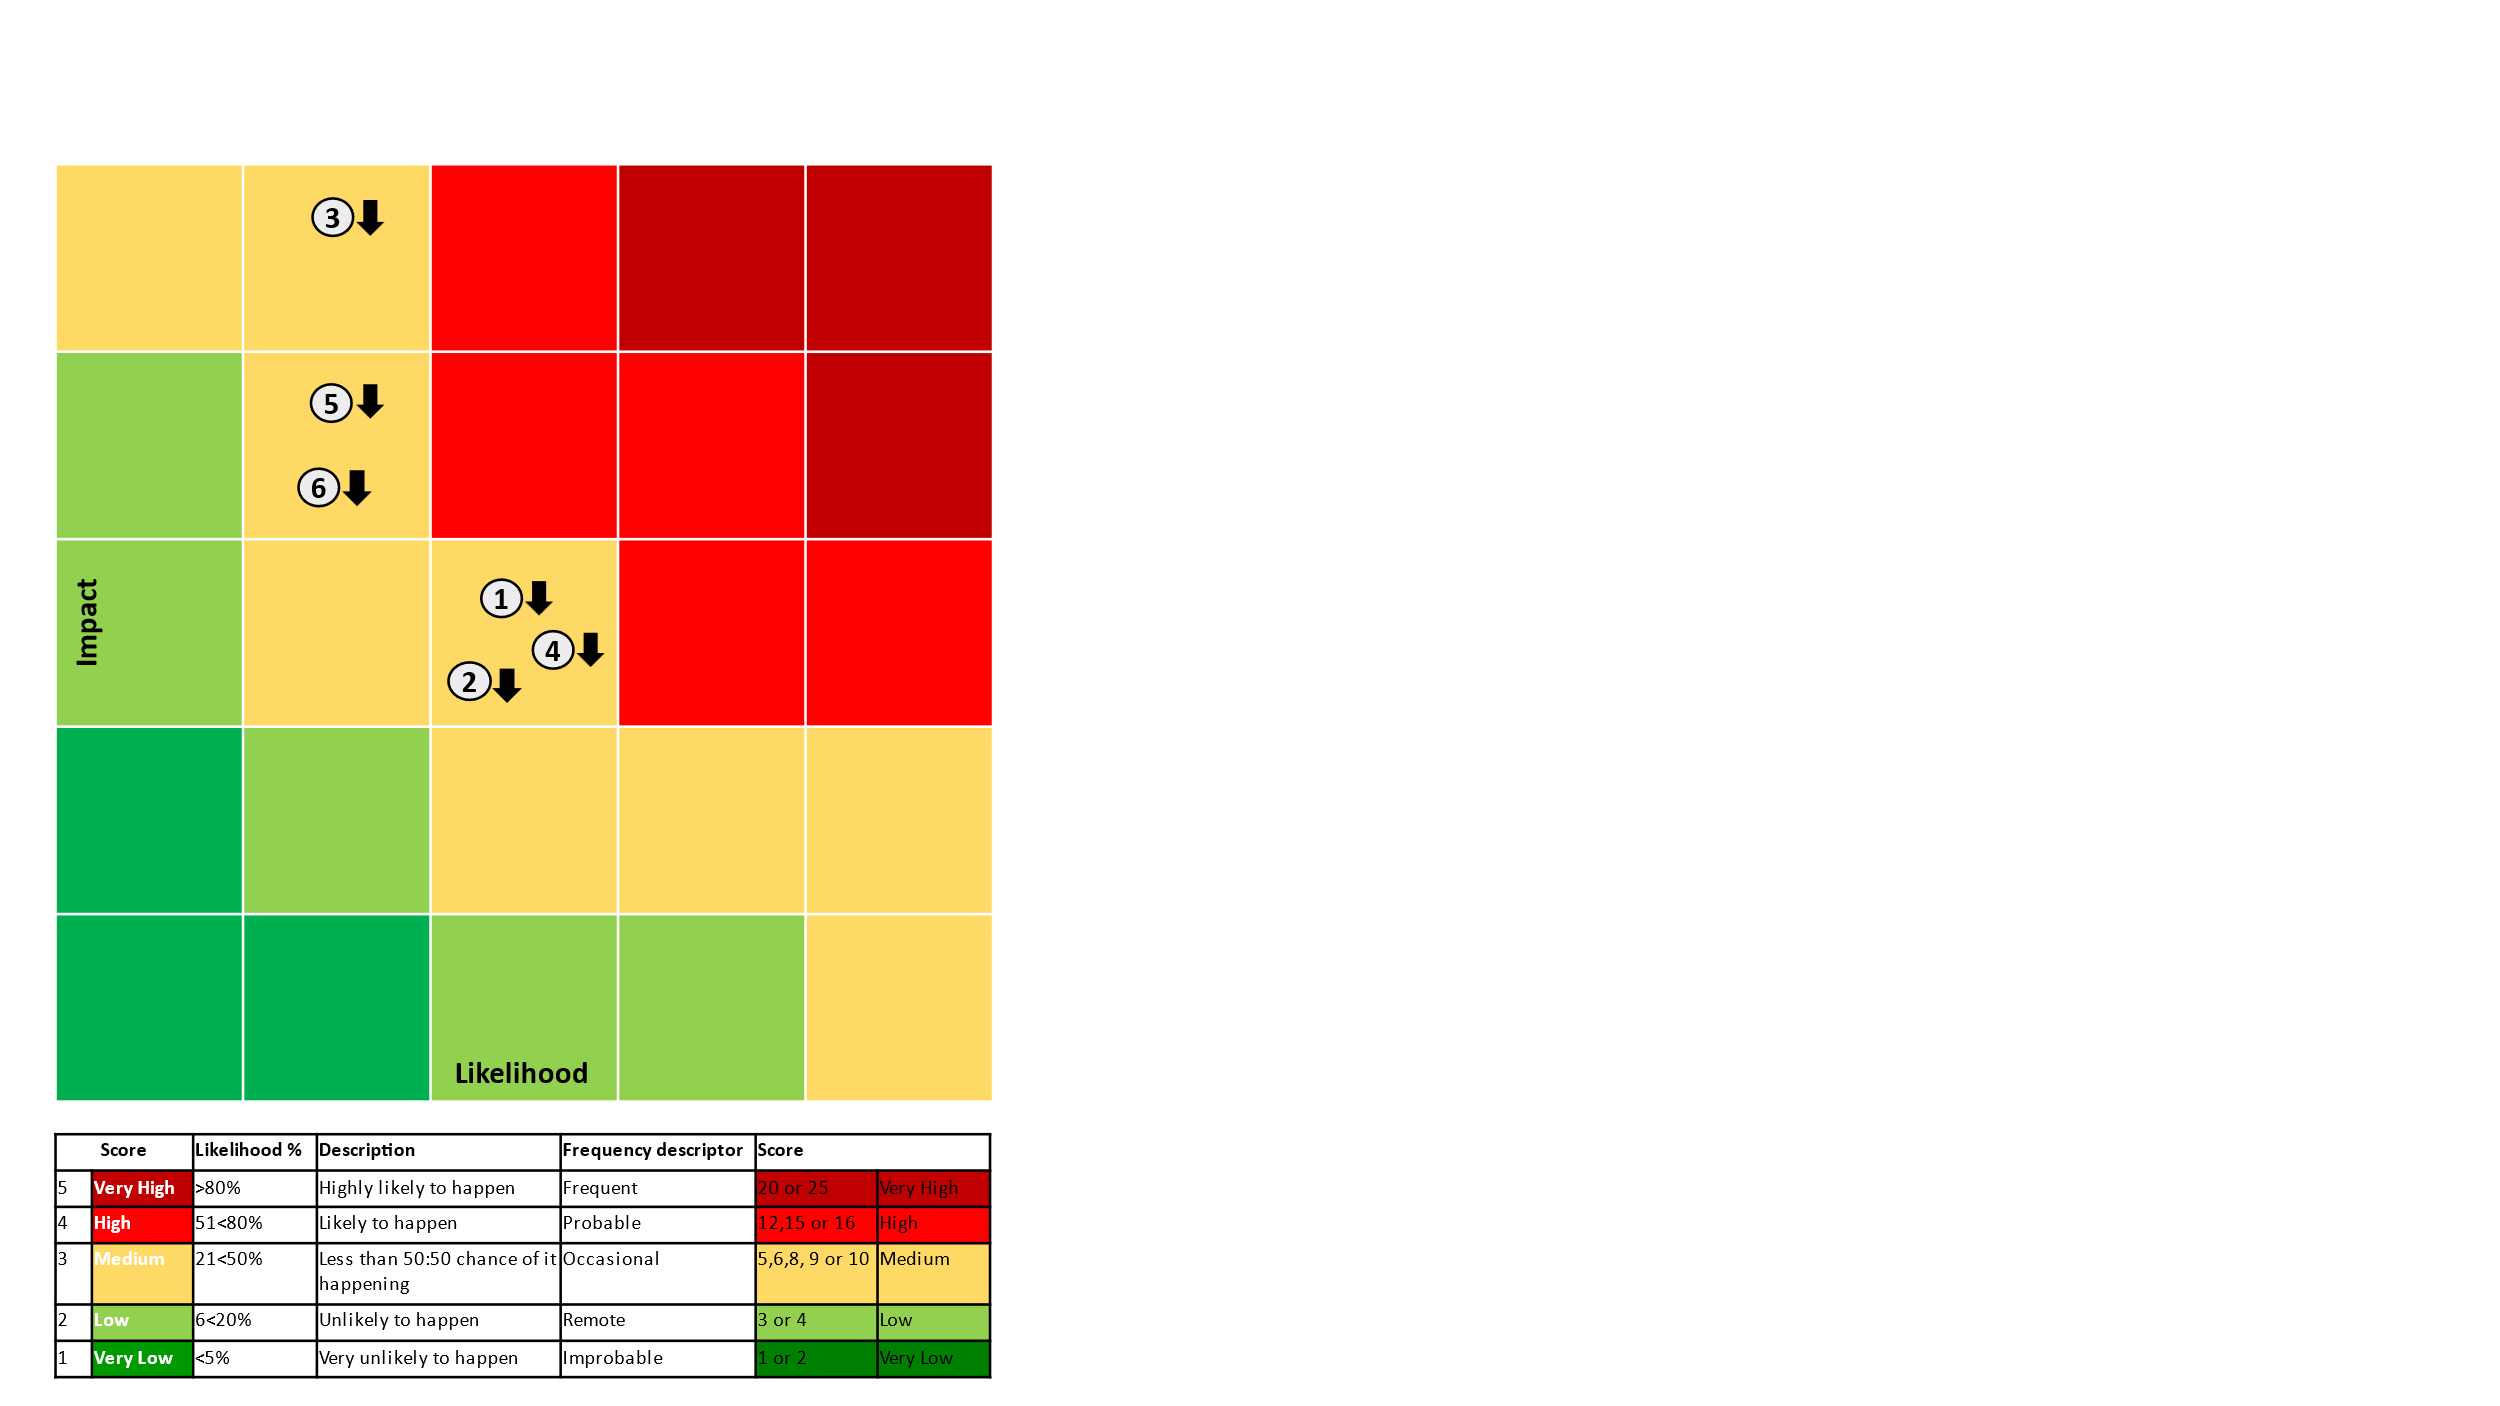 3
5
6
Impact
1
4
2
Likelihood
Score Likelihood % Description Frequency descriptor Score
5 Very High >80% Highly likely to happen Frequent 20 or 25 Very High
4 High 51<80% Likely to happen Probable 12,15 or 16 High
3 Medium 21<50% Less than 50:50 chance of it Occasional 5,6,8, 9 or 10 Medium
happening
2 Low 6<20% Unlikely to happen Remote 3 or 4 Low
1 Very Low <5% Very unlikely to happen Improbable 1 or 2 Very Low